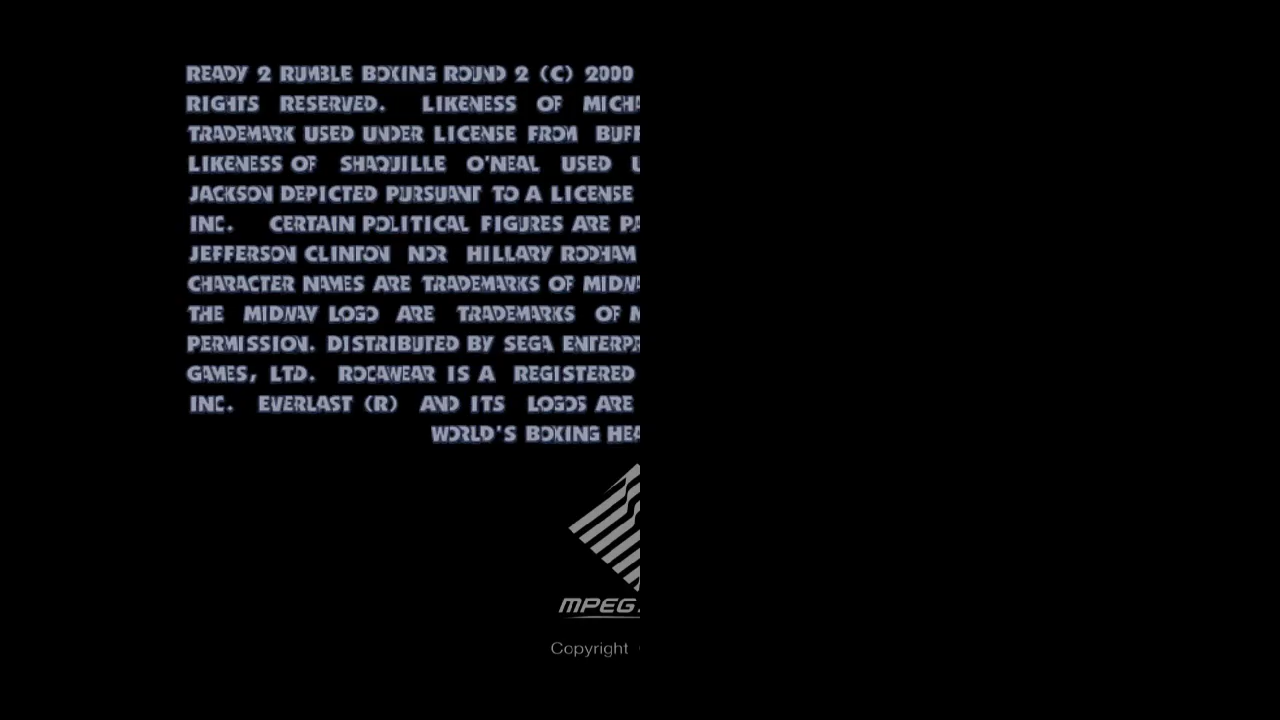 READY 2 RUMBLE BOXING ROUND 2 (C) 2000
RIGHTS RESERVED. LIKENESS OF
TRADEMARK USED UNDER LICENSE FROM
LIKENESS OF SHAQUILLE O'NEAL USED
JACKSON DEPICTED PURSUANT TO A LICENSE
INC. CERTAIN POLITICAL FIGURES ARE
JEFFERSON CLINTON NOR HILLARY RODHAM
CHARACTER NAMES ARE TRADEMARKS OF
THE MIDWAY LOGO ARE TRADEMARKS OF
PERMISSION. DISTRIBUTED BY SEGA
GAMES, LTD. ROCAWEAR IS A REGISTERED
INC. EVERLAST (R) AND ITS LOGOS ARE
WORLD'S BOXING
MPEG
Copyright